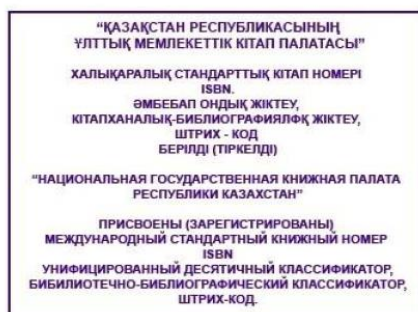 “ҚАЗАҚСТАН РЕСПУБЛИКАСЫНЫҢ
ҰЛТТЫҚ МЕМЛЕКЕТТІК КІТАП ПАЛАТАСЫ”
ХАЛЫҚАРАЛЫҚ СТАНДАРТТЫҚ КІТАП НОМЕРІ
ISBN.
ӘМБЕБАП ОНДЫҚ ЖІКТЕУ,
КІТАПХАНАЛЫҚ-БИБЛИОГРАФИЯЛФҚ ЖІКТЕУ,
ШТРИХ - КОД
БЕРІЛДІ (ТІРКЕЛДІ)
“НАЦИОНАЛЬНАЯ ГОСУДАРСТВЕННАЯ КНИЖНАЯ ПАЛАТА
РЕСПУБЛИКИ КАЗАХСТАН”
ПРИСВОЕНЫ (ЗАРЕГИСТРИРОВАНЫ)
МЕЖДУНАРОДНЫЙ СТАНДАРТНЫЙ КНИЖНЫЙ НОМЕР
ISBN
УНИФИЦИРОВАННЫЙ ДЕСЯТИЧНЫЙ КЛАССИФИКАТОР,
БИБИЛИОТЕЧНО-БИБЛИОГРАФИЧЕСКИЙ КЛАССИФИКАТОР,
ШТРИХ-КОД.